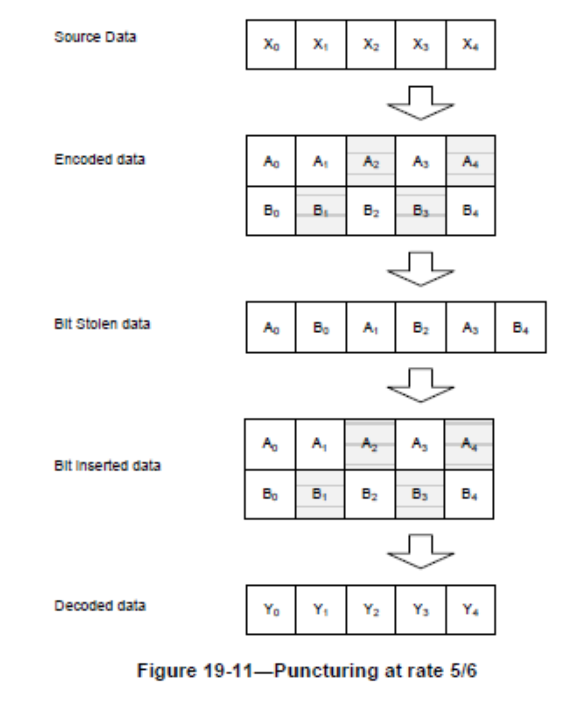 Source Data X₀ X₁ X₂ X₃ X₄
Encoded data A₀ A₁ A₂ A₃ A₄
B₀ B₁ B₂ B₃ B₄
Bit Stolen data A₀ B₀ A₁ B₂ A₃ B₄
Bit Inserted data A₀ A₁ A₂ A₃ A₄
B₀ B₁ B₂ B₃ B₄
Decoded data Y₀ Y₁ Y₂ Y₃ Y₄
Figure 19-11—Puncturing at rate 5/6